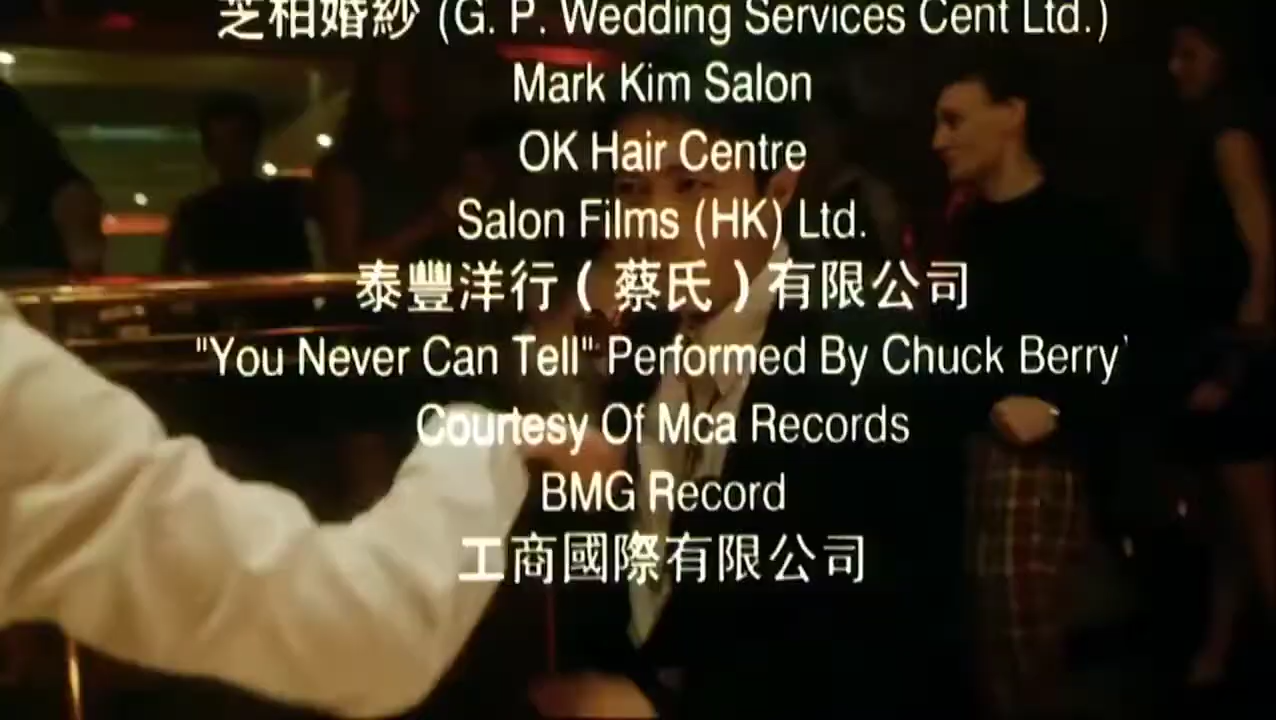 芝柏婚紗 (G. P. Wedding Services Cent Ltd.)
Mark Kim Salon
OK Hair Centre
Salon Films (HK) Ltd.
泰豐洋行(蔡氏)有限公司
"You Never Can Tell" Performed By Chuck Berry'
Courtesy Of Mca Records
BMG Record
工商國際有限公司